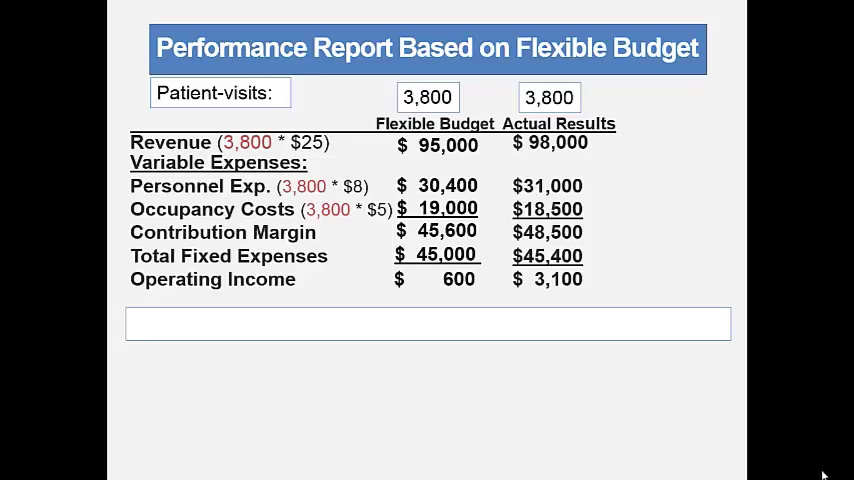 Performance Report Based on Flexible Budget
Patient-visits: 3,800 3,800
Flexible Budget Actual Results
Revenue (3,800 * $25) $ 95,000 $ 98,000
Variable Expenses:
Personnel Exp. (3,800 * $8) $ 30,400 $31,000
Occupancy Costs (3,800 * $5) $ 19,000 $18,500
Contribution Margin $ 45,600 $48,500
Total Fixed Expenses $ 45,000 $45,400
Operating Income $ 600 $ 3,100